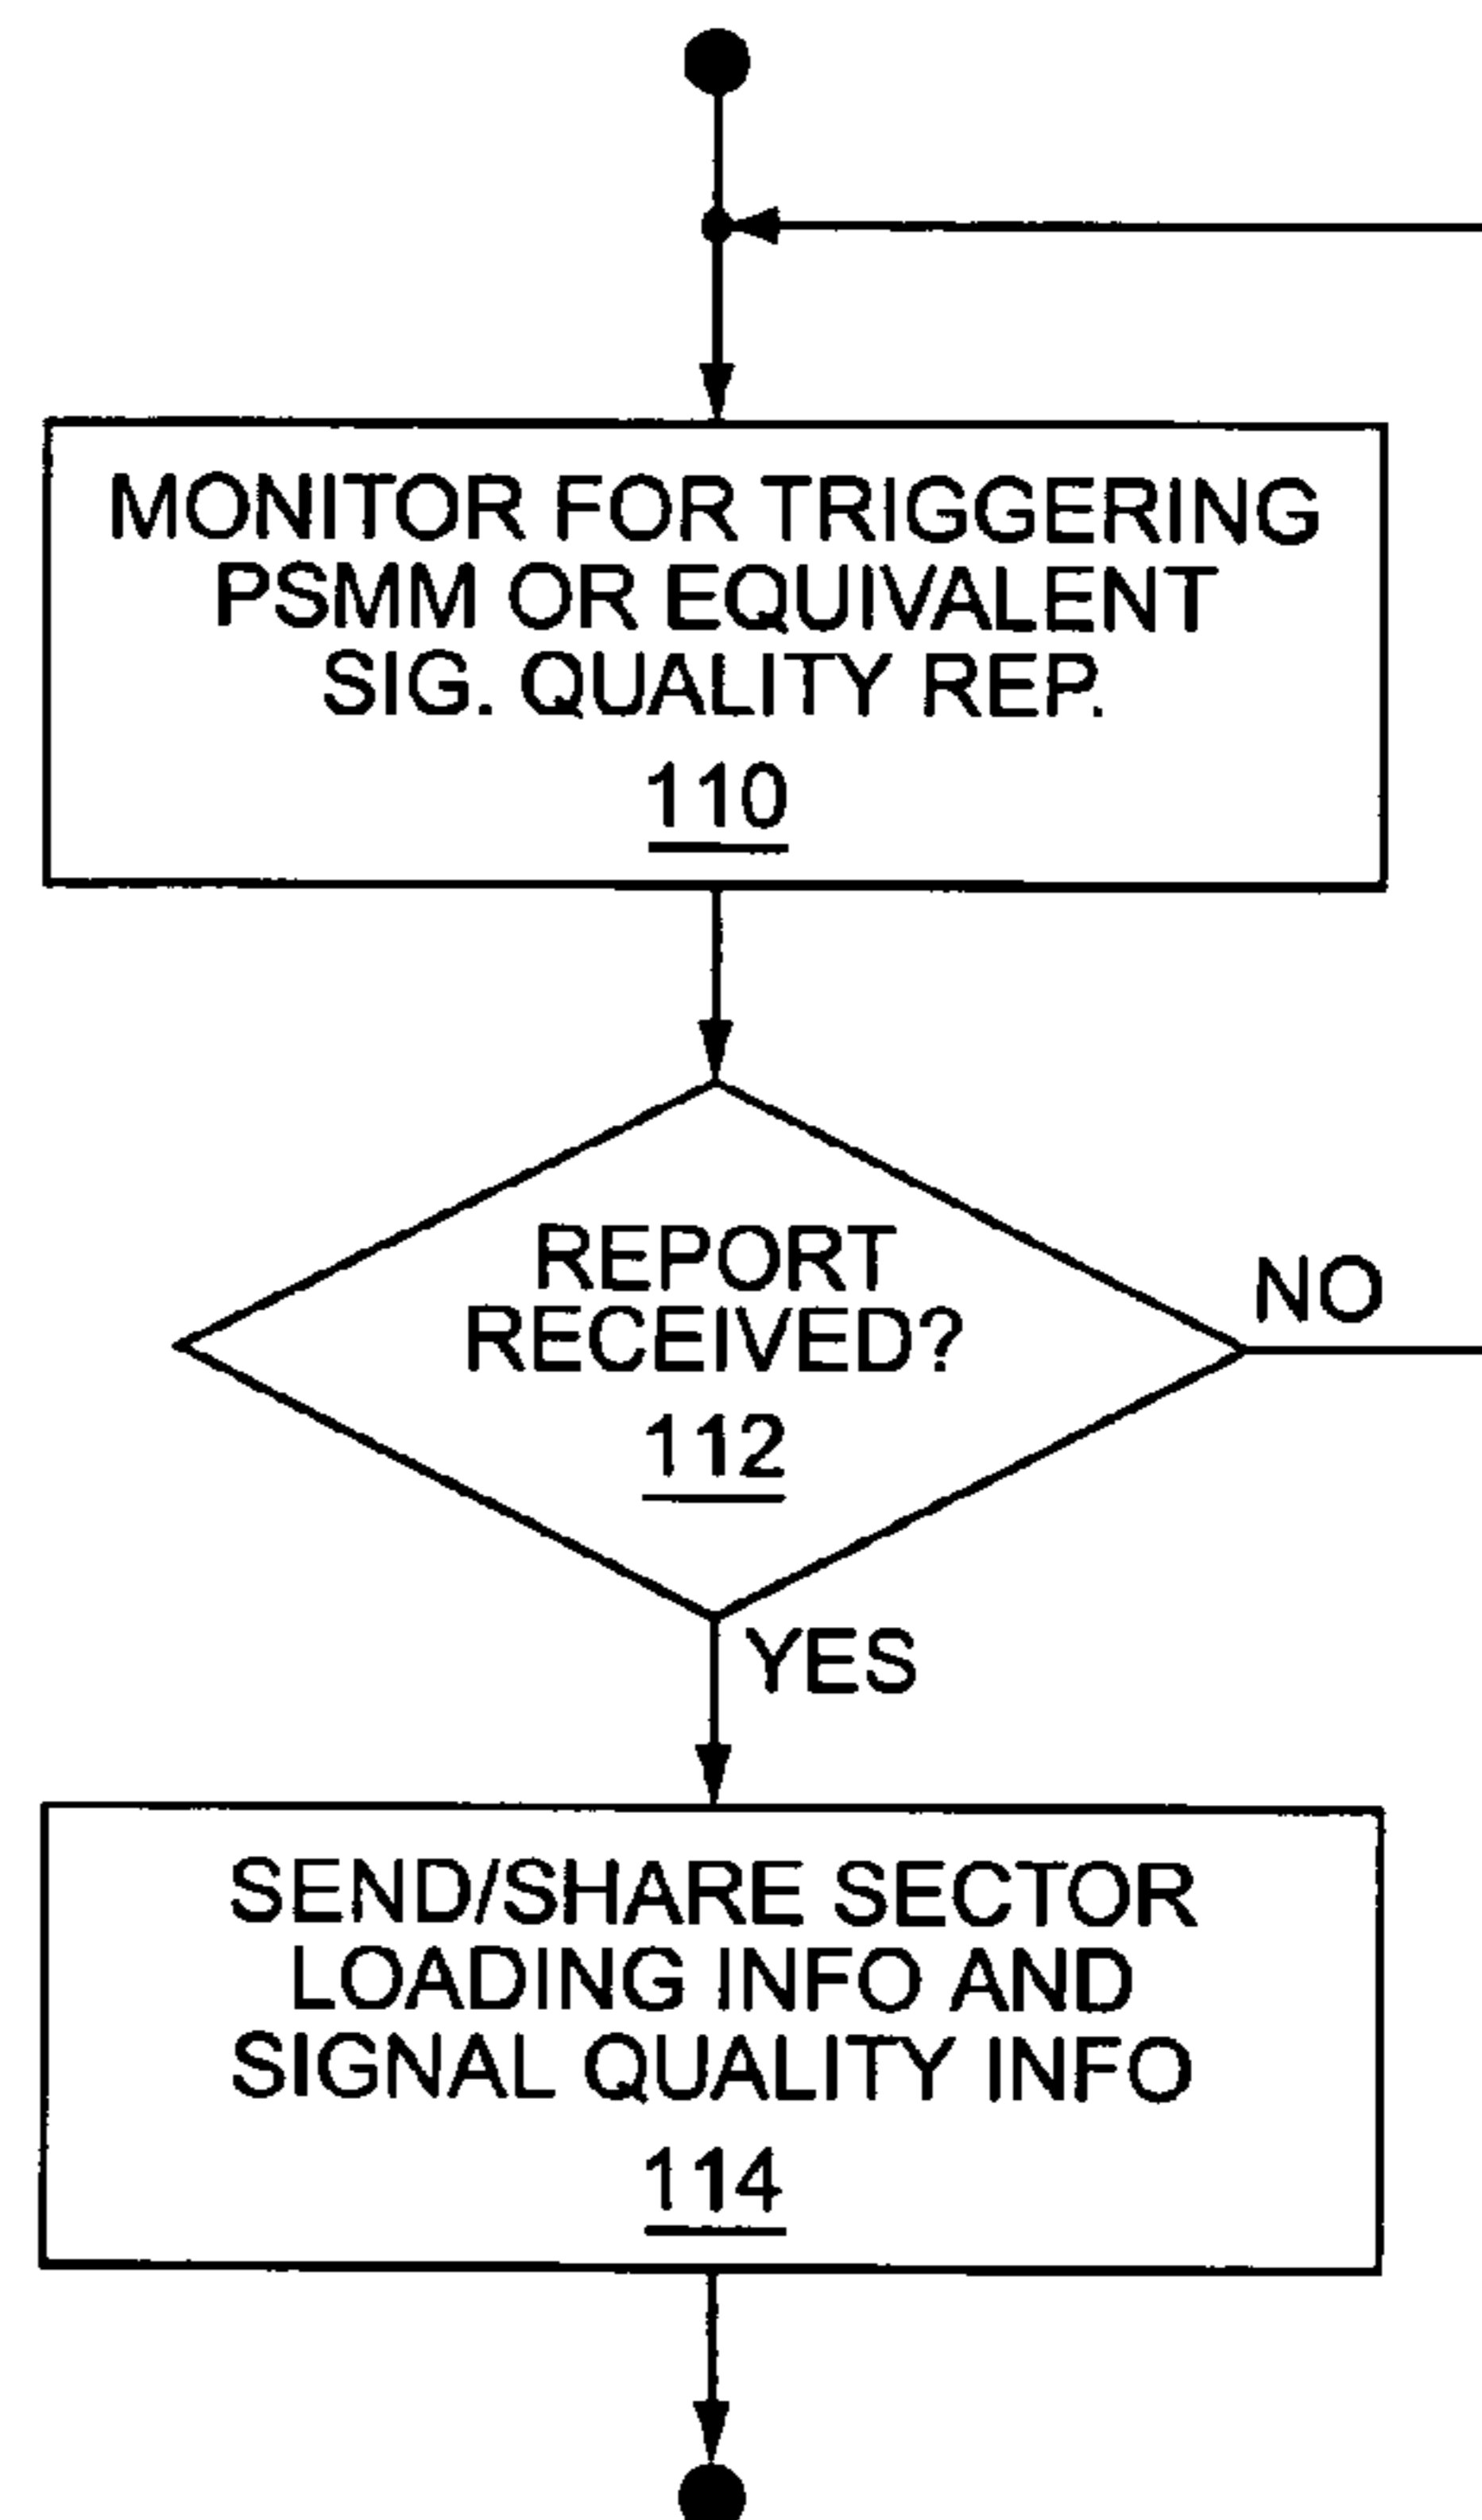 MONITOR FOR TRIGGERING
PSMM OR EQUIVALENT
SIG. QUALITY REP.
110
REPORT
RECEIVED?
112
NO
YES
SEND/SHARE SECTOR
LOADING INFO AND
SIGNAL QUALITY INFO
114